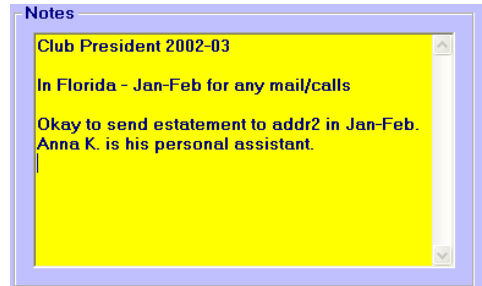 Notes
Club President 2002-03
In Florida - Jan-Feb for any mail/calls
Okay to send estatement to addr2 in Jan-Feb.
Anna K. is his personal assistant.